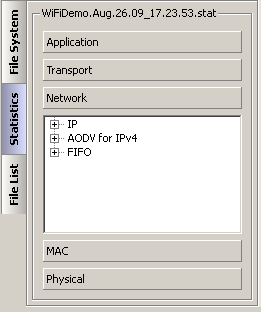 File System
Statistics
File List
WiFiDemo.Aug.26.09_17.23.53.stat
Application
Transport
Network
IP
AODV for IPv4
FIFO
MAC
Physical